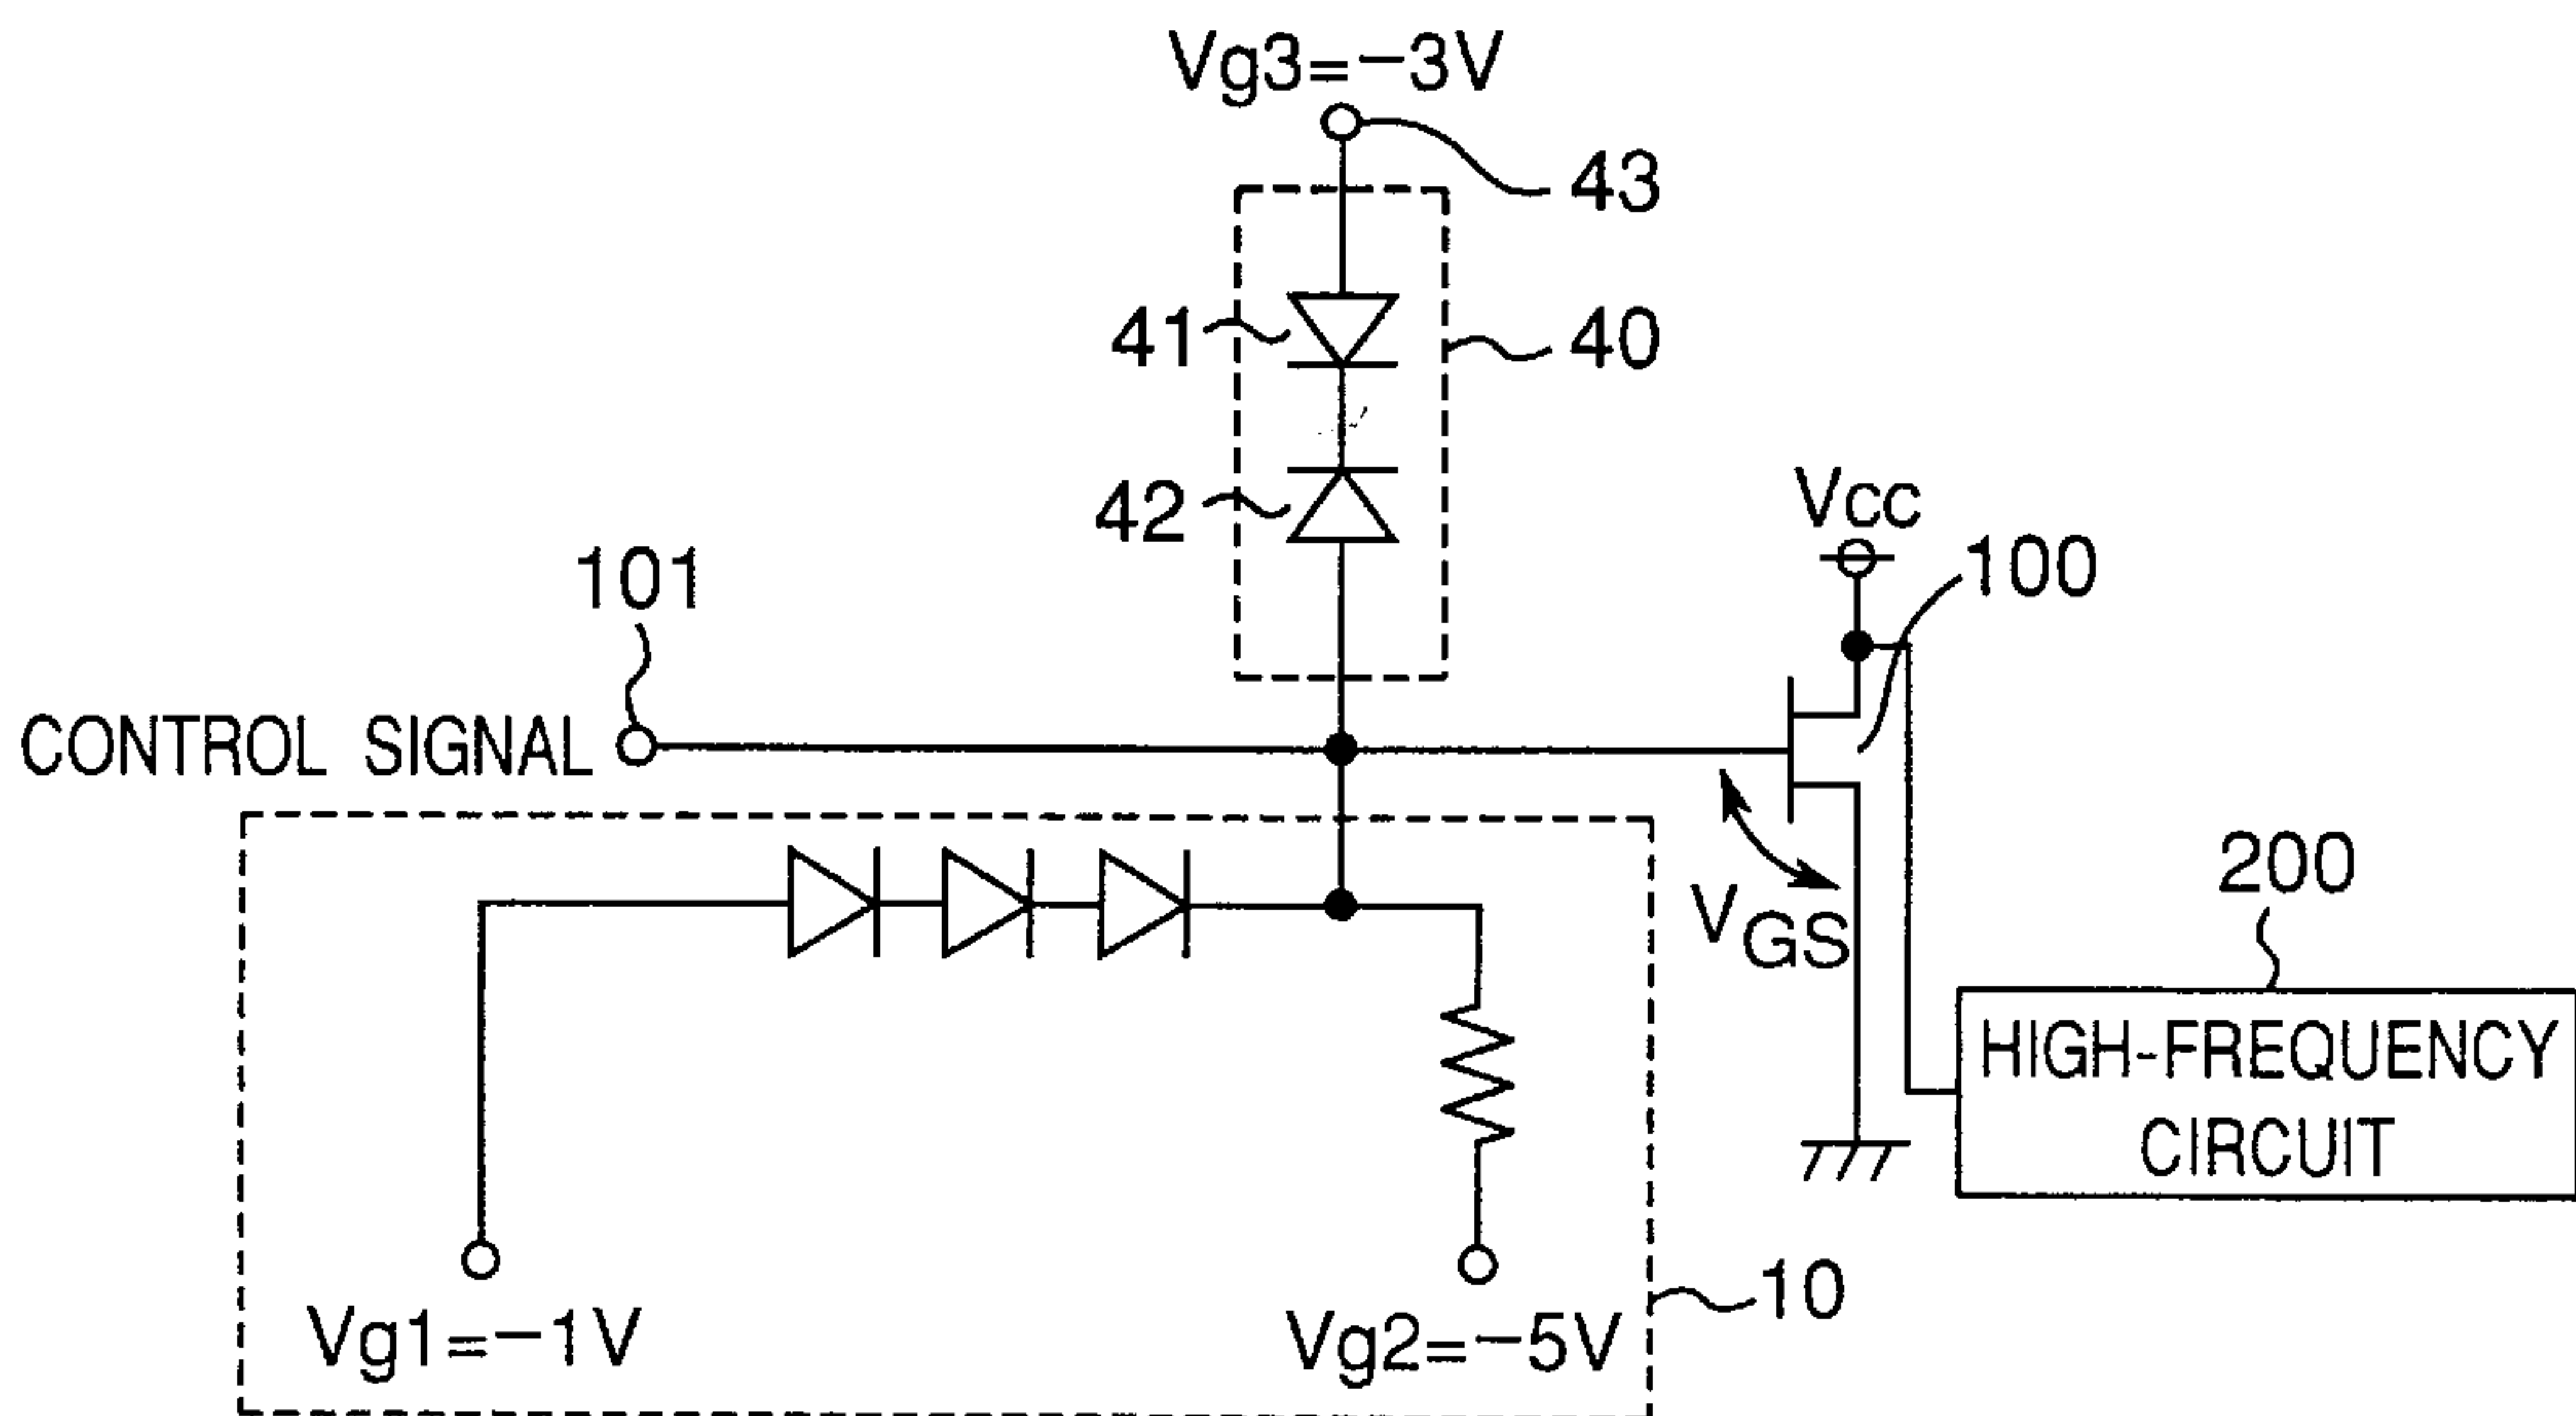 Vg3=−3V
43
41
40
42
VCC
101
100
CONTROL SIGNAL
VGS
200
HIGH-FREQUENCY
CIRCUIT
10
Vg1=−1V
Vg2=−5V